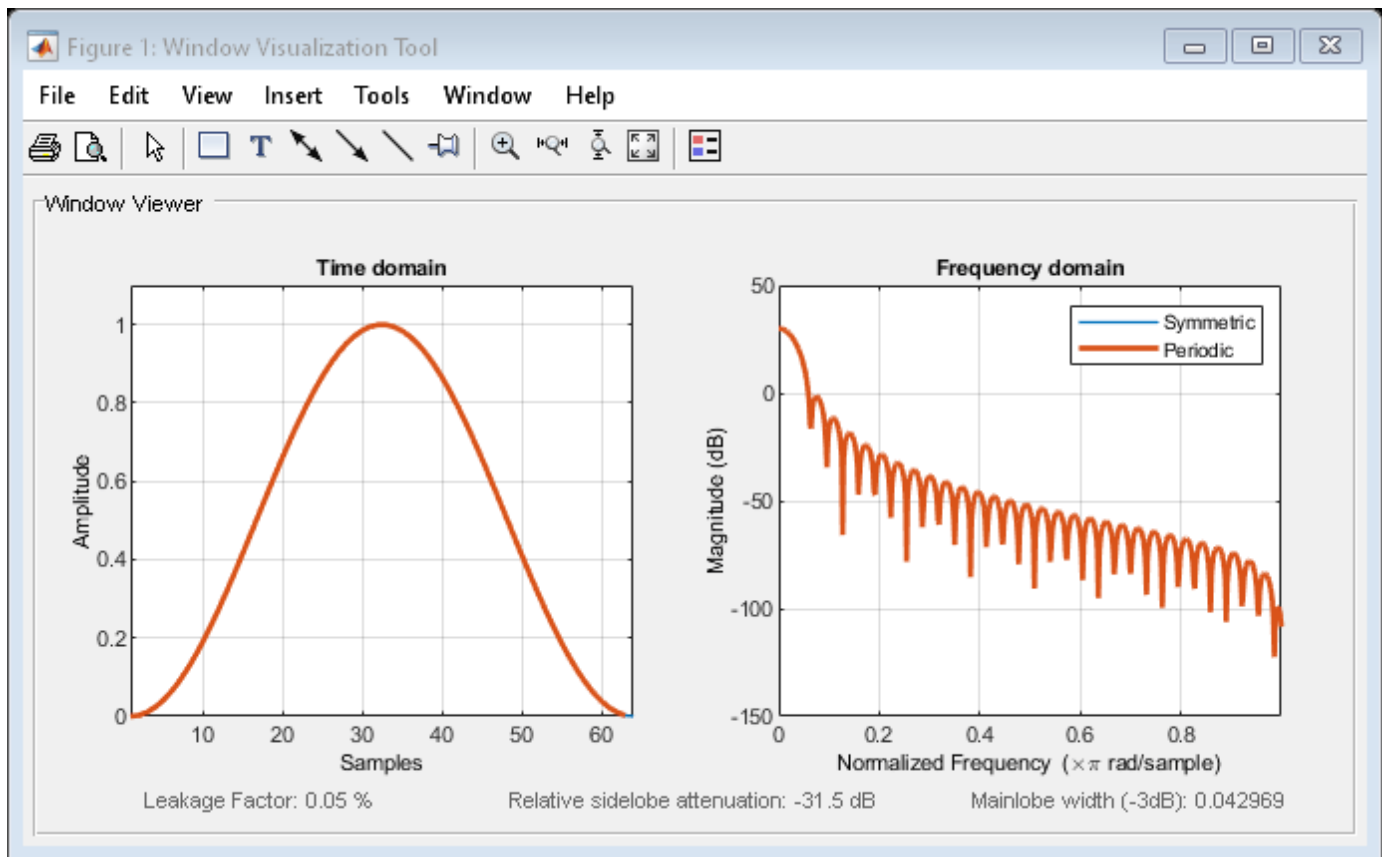 Figure 1: Window Visualization Tool
File Edit View Insert Tools Window Help
T
Window Viewer
Time domain
1
0.8
0.6
0.4
0.2
0
Amplitude
10 20 30 40 50 60
Samples
Frequency domain
50
0
-50
-100
-150
Magnitude (dB)
Symmetric
Periodic
0 0.2 0.4 0.6 0.8
Normalized Frequency (×π rad/sample)
Leakage Factor: 0.05 % Relative sidelobe attenuation: -31.5 dB Mainlobe width (-3dB): 0.042969